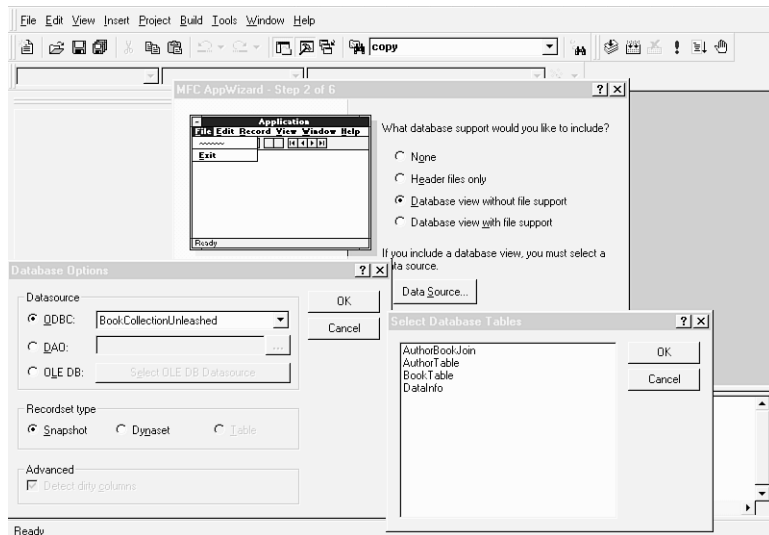 File Edit View Insert Project Build Tools Window Help
copy
MFC AppWizard - Step 2 of 6
Application
File Edit Record View Window Help
Exit
Ready
What database support would you like to include?
None
Header files only
Database view without file support
Database view with file support
If you include a database view, you must select a
data source.
Data Source...
Database Options
Datasource
ODBC: BookCollectionUnleashed
DAO: ...
OLE DB: Select OLE DB Datasource
Recordset type
Snapshot Dynaset Table
Advanced
Detect dirty columns
OK
Cancel
Select Database Tables
AuthorBookJoin
AuthorTable
BookTable
DataInfo
OK
Cancel
Ready